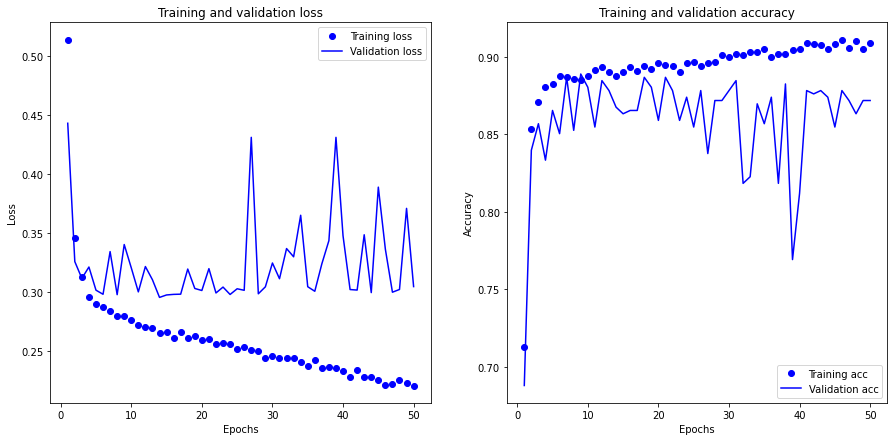 Training and validation loss
Training loss
Validation loss
0.50
0.45
0.40
0.35
0.30
0.25
Loss
0 10 20 30 40 50
Epochs
Training and validation accuracy
0.90
0.85
0.80
0.75
0.70
Accuracy
Training acc
Validation acc
0 10 20 30 40 50
Epochs